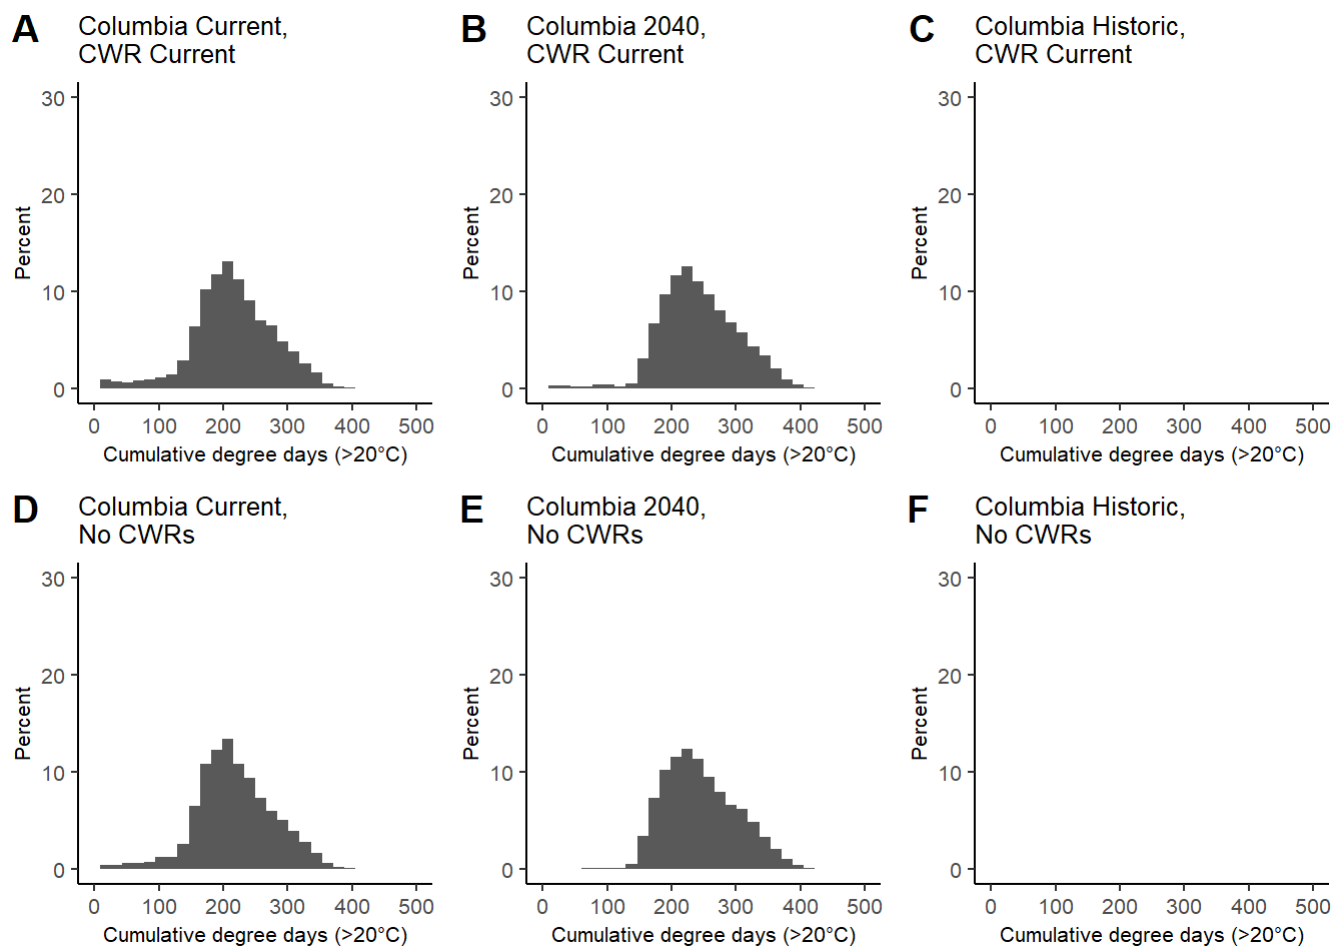 A Columbia Current,
CWR Current
30
20
10
0
Percent
0 100 200 300 400 500
Cumulative degree days (>20°C)
B Columbia 2040,
CWR Current
30
20
10
0
Percent
0 100 200 300 400 500
Cumulative degree days (>20°C)
C Columbia Historic,
CWR Current
30
20
10
0
Percent
0 100 200 300 400 500
Cumulative degree days (>20°C)
D Columbia Current,
No CWRs
30
20
10
0
Percent
0 100 200 300 400 500
Cumulative degree days (>20°C)
E Columbia 2040,
No CWRs
30
20
10
0
Percent
0 100 200 300 400 500
Cumulative degree days (>20°C)
F Columbia Historic,
No CWRs
30
20
10
0
Percent
0 100 200 300 400 500
Cumulative degree days (>20°C)